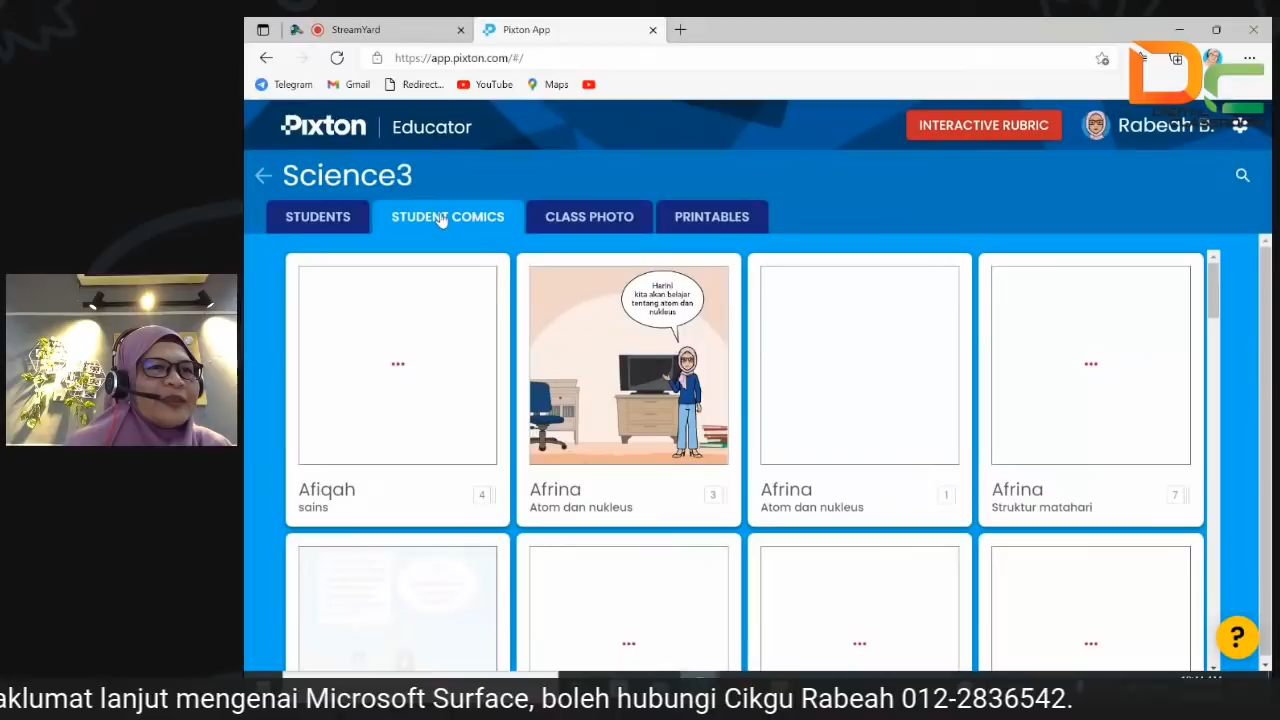 StreamYard
Pixton App
https://app.pixton.com/#/
Telegram
Gmail
Redirect...
YouTube
Maps
DE
Pixton
Educator
INTERACTIVE RUBRIC
Rabeah B.
Science3
STUDENTS
STUDENT COMICS
CLASS PHOTO
PRINTABLES
Harini
kita akan belajar
tentang atom dan
nukleus
Afiqah
4
sains
Afrina
3
Atom dan nukleus
Afrina
1
Atom dan nukleus
Afrina
7
Struktur matahari
?
aklumat lanjut mengenai Microsoft Surface, boleh hubungi Cikgu Rabeah 012-2836542.